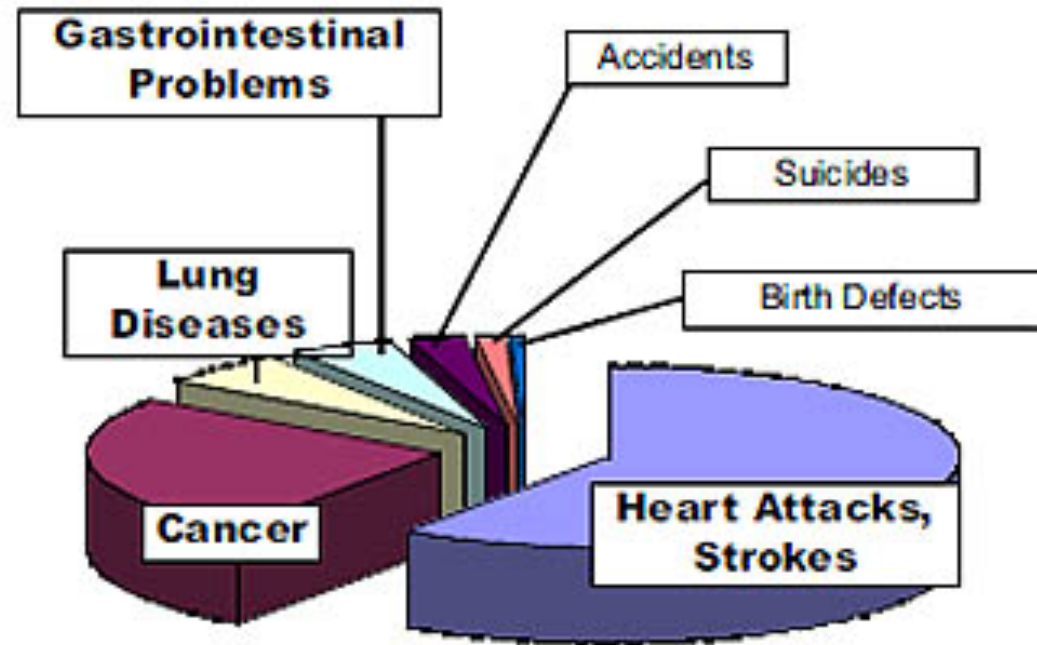 Gastrointestinal
Problems
Accidents
Suicides
Lung
Diseases
Birth Defects
Cancer
Heart Attacks,
Strokes